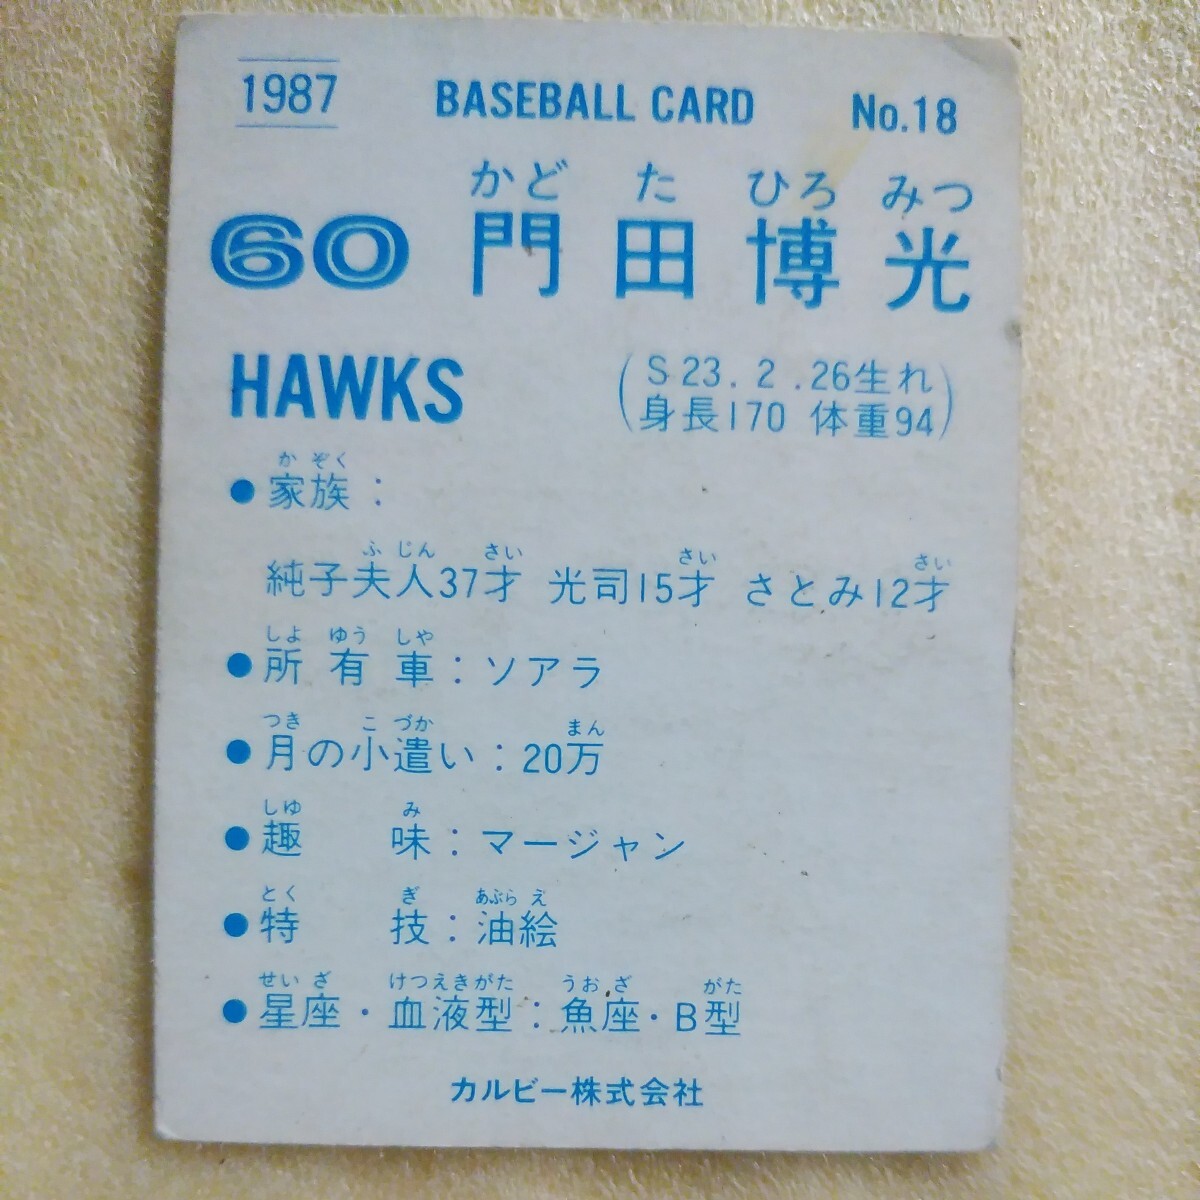 1987 BASEBALL CARD No.18
かど た ひろ みつ
60 門田博光
HAWKS
(S23.2.26生れ
身長170 体重94)
か ぞく
●家族:
ふ じん さい さい さい
純子夫人37才 光司15才 さとみ12才
しよ ゆう しや
●所有車:ソアラ
つき こ づか まん
●月の小遣い:20万
しゆ み
●趣味:マージャン
とく ぎ あぶら え
●特技:油絵
せい ざ けつえきがた うお ざ がた
●星座・血液型:魚座・B型
カルビー株式会社